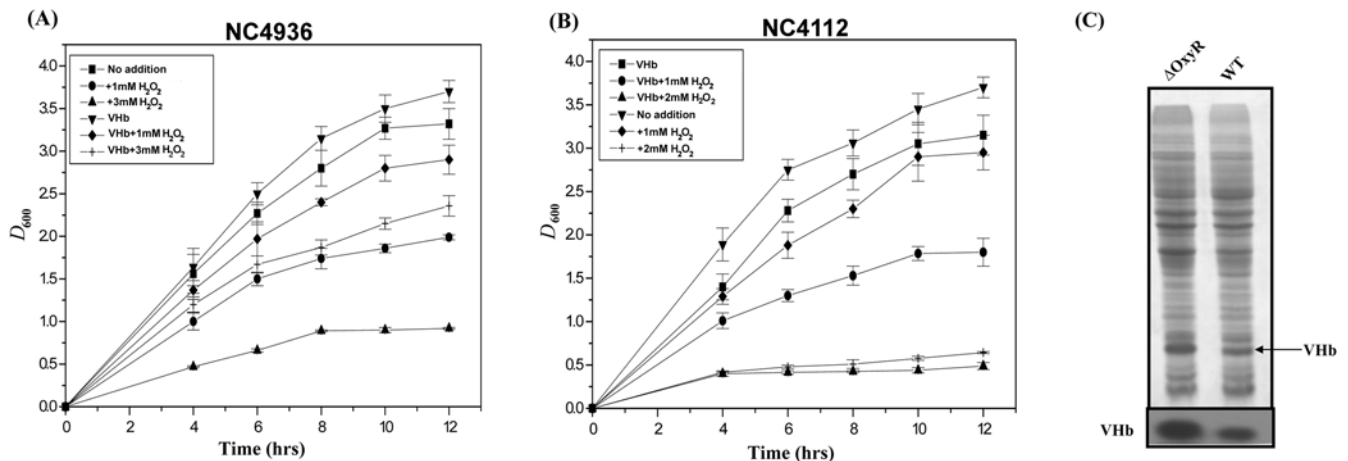 (A)
NC4936
No addition
+1mM H₂O₂
+3mM H₂O₂
VHb
VHb+1mM H₂O₂
VHb+3mM H₂O₂
D₆₀₀
4.0
3.5
3.0
2.5
2.0
1.5
1.0
0.5
0.0
0 2 4 6 8 10 12
Time (hrs)
(B)
NC4112
VHb
VHb+1mM H₂O₂
VHb+2mM H₂O₂
No addition
+1mM H₂O₂
+2mM H₂O₂
4.0
3.5
3.0
2.5
2.0
1.5
1.0
0.5
0.0
0 2 4 6 8 10 12
Time (hrs)
(C)
ΔOxyR
WT
VHb
VHb